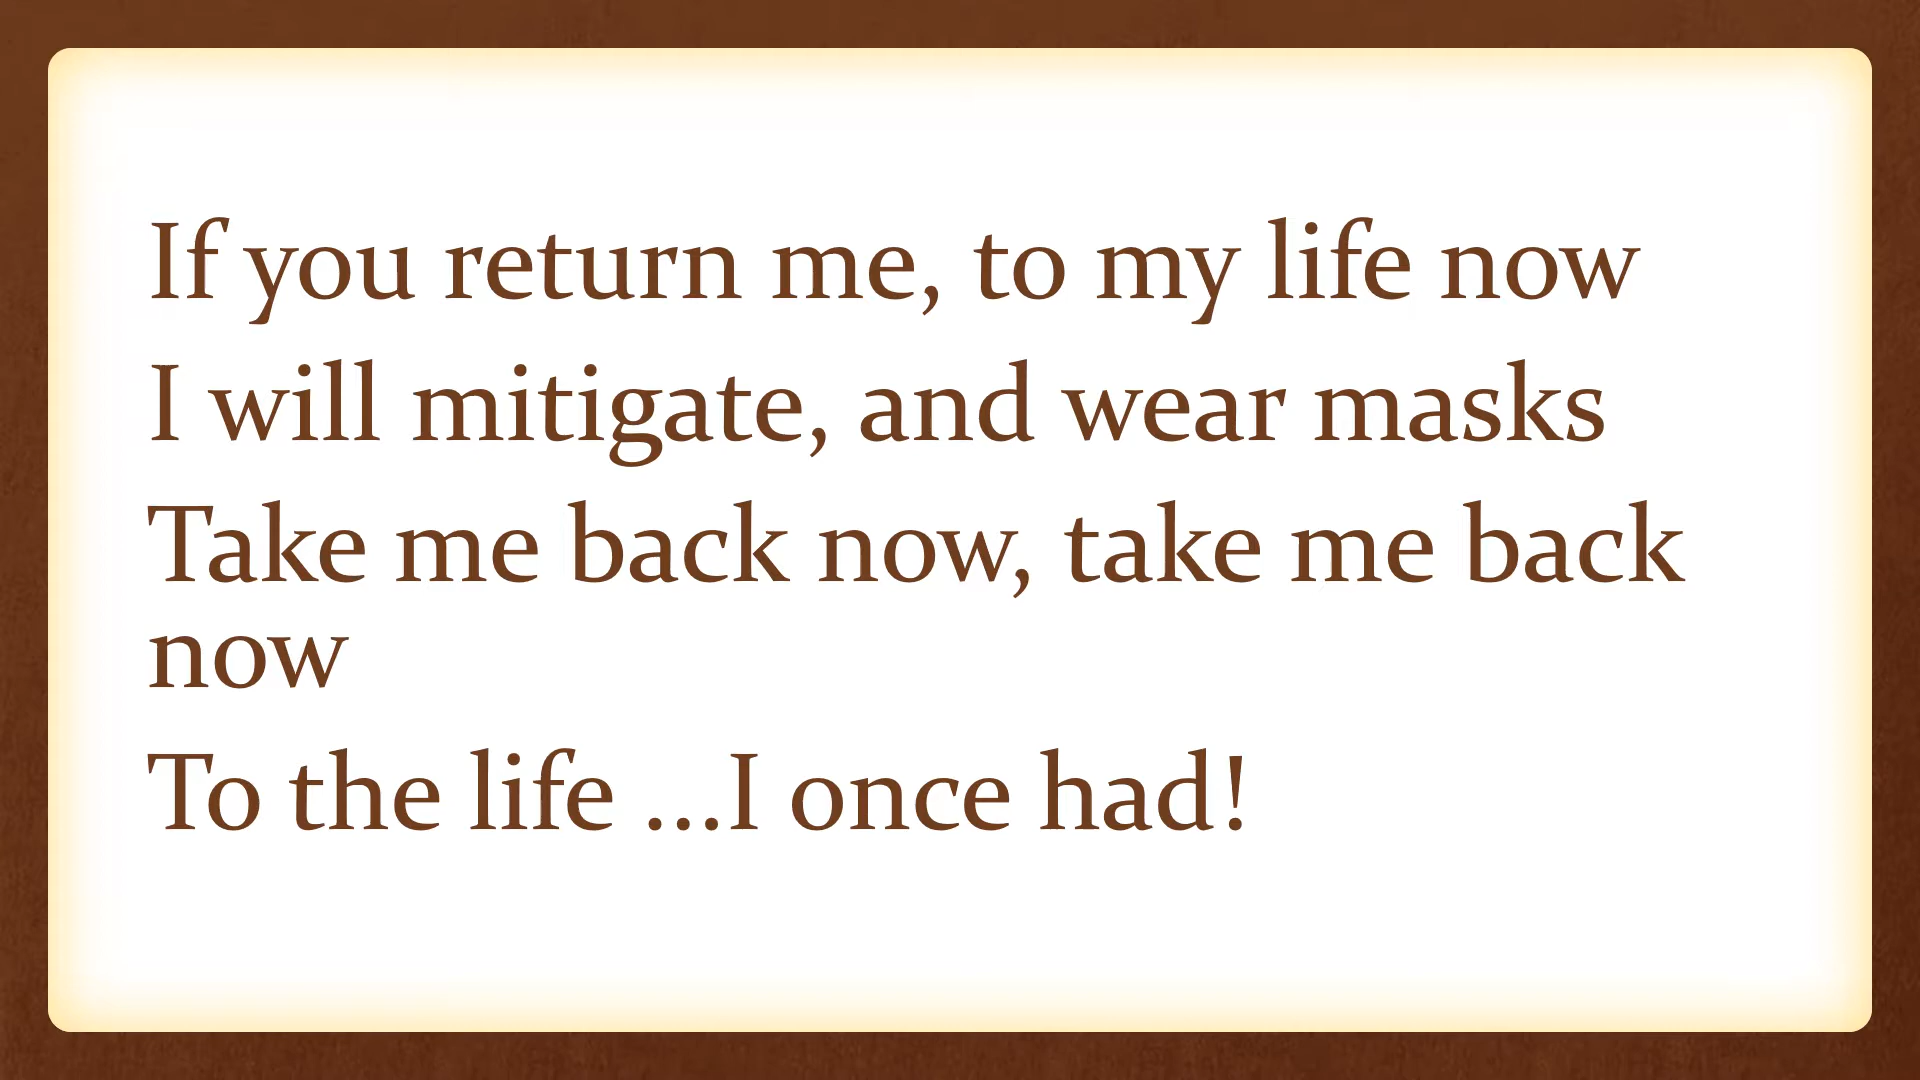 If you return me, to my life now
I will mitigate, and wear masks
Take me back now, take me back
now
To the life ...I once had!